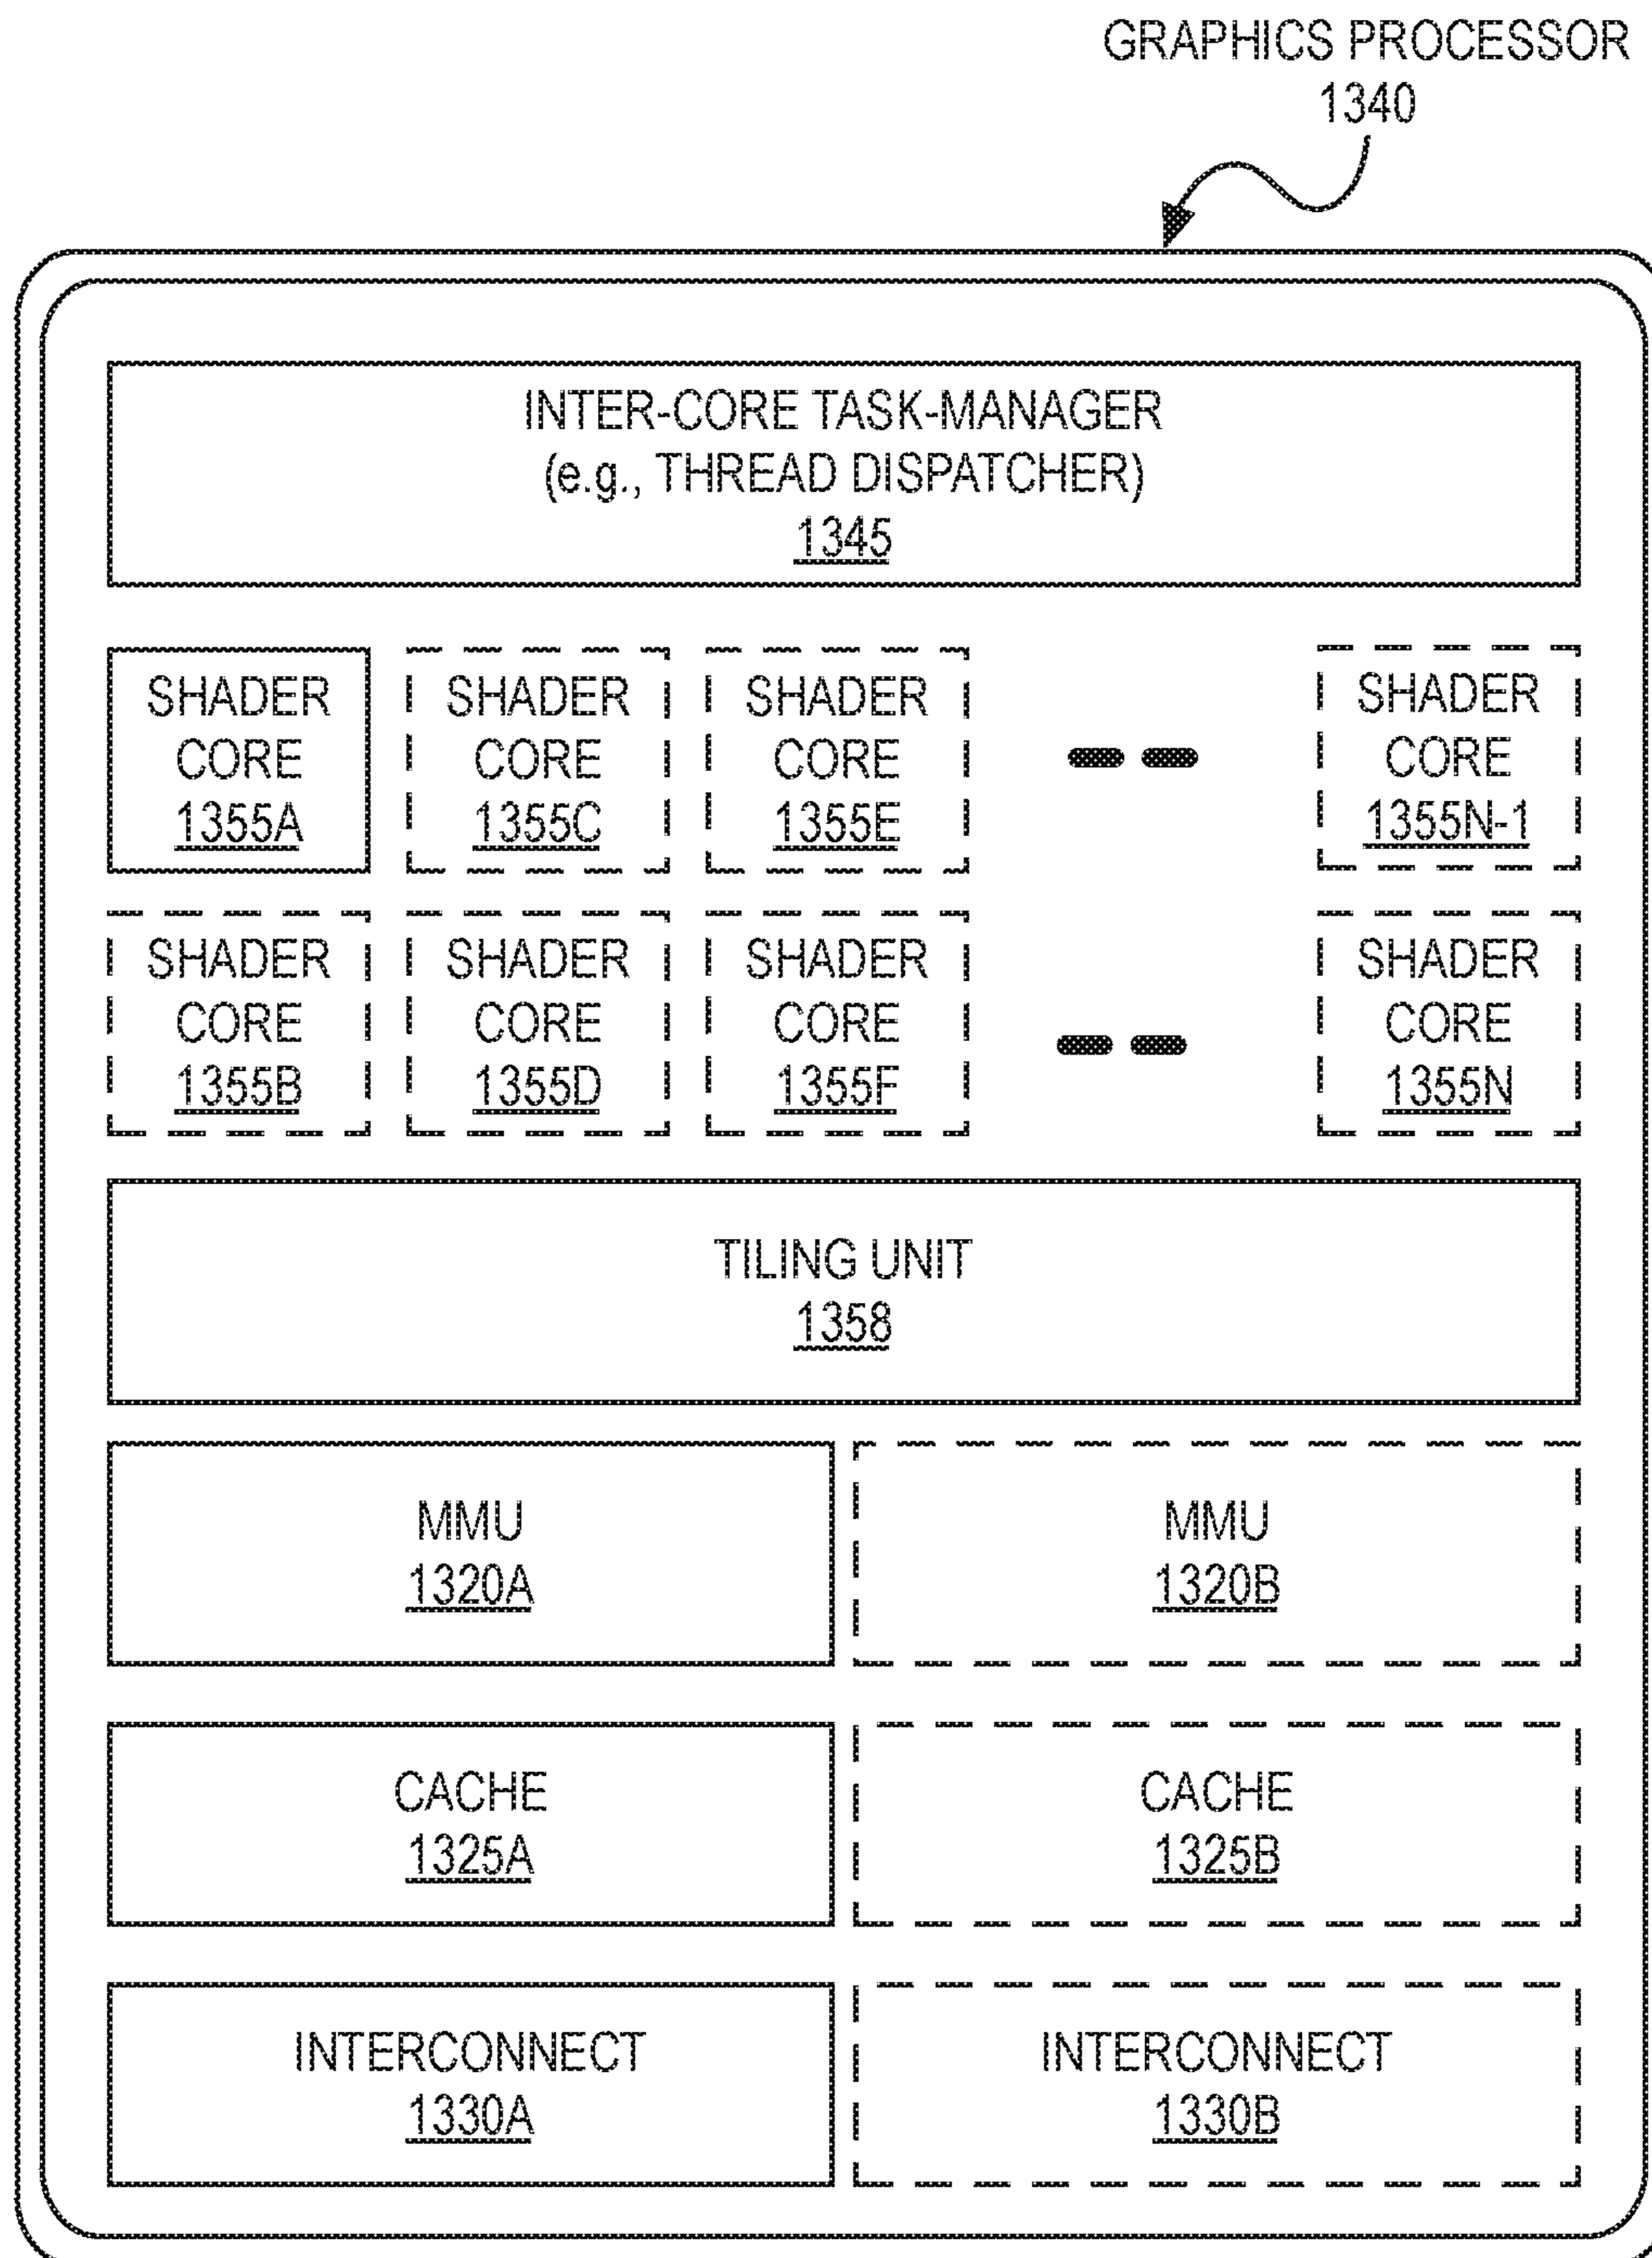 GRAPHICS PROCESSOR
1340
INTER-CORE TASK-MANAGER
(e.g., THREAD DISPATCHER)
1345
SHADER
CORE
1355A
SHADER
CORE
1355C
SHADER
CORE
1355E
SHADER
CORE
1355N-1
SHADER
CORE
1355B
SHADER
CORE
1355D
SHADER
CORE
1355F
SHADER
CORE
1355N
TILING UNIT
1358
MMU
1320A
MMU
1320B
CACHE
1325A
CACHE
1325B
INTERCONNECT
1330A
INTERCONNECT
1330B